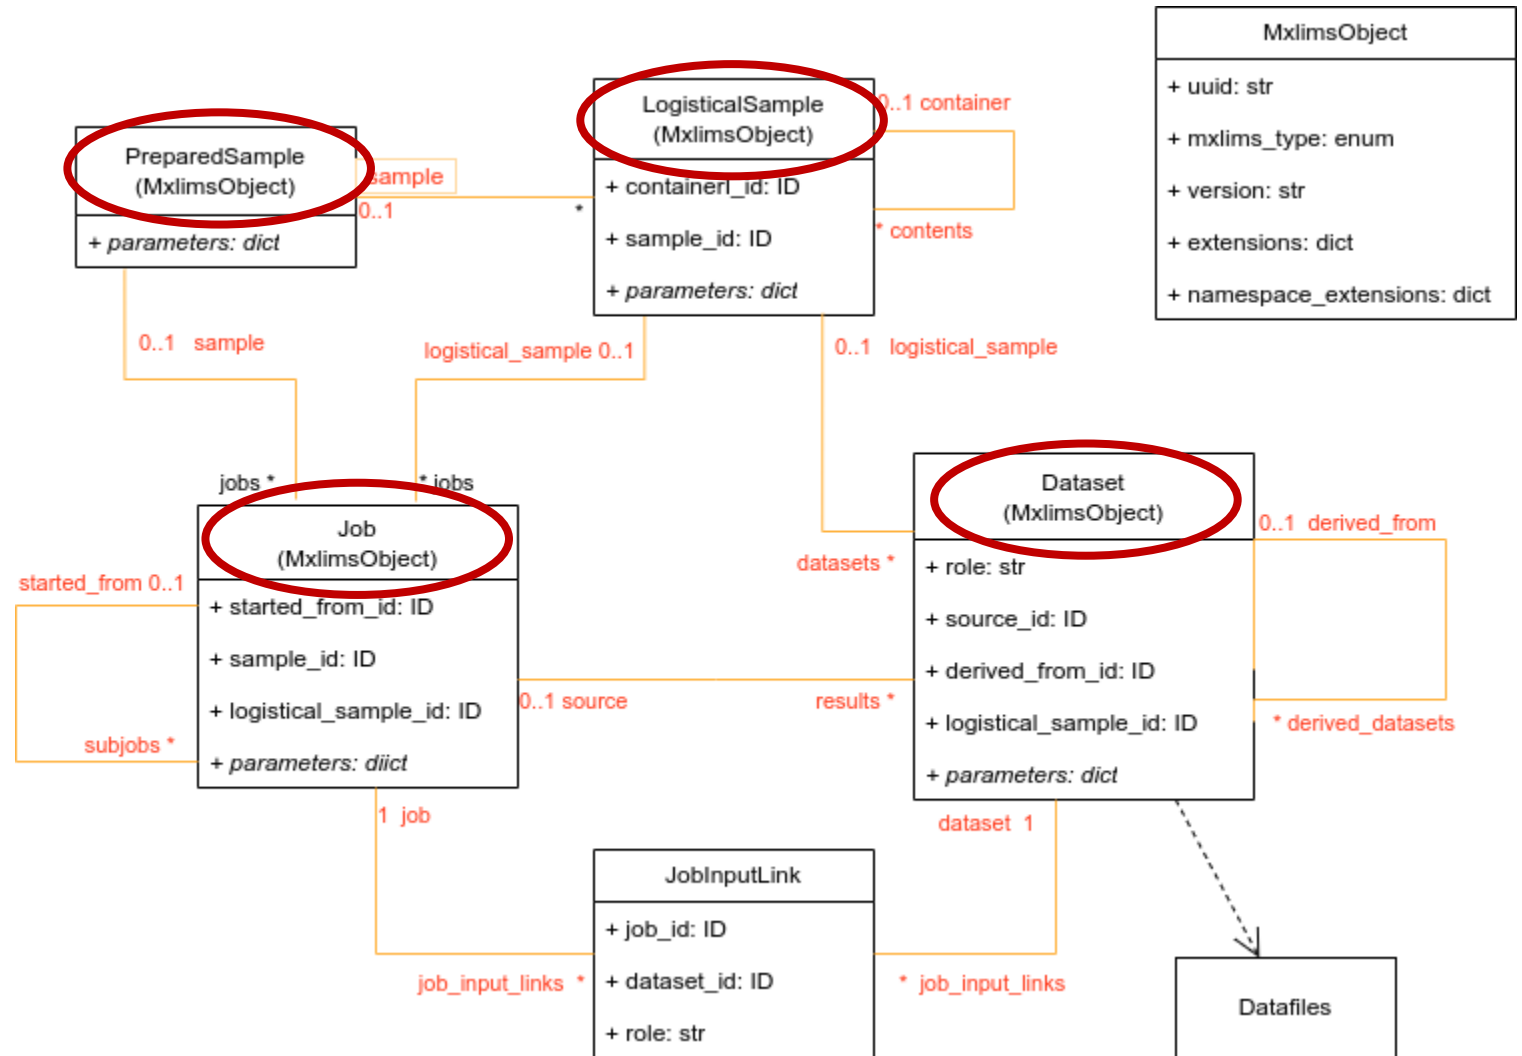 MxlimsObject
+ uuid: str
+ mxlims_type: enum
+ version: str
+ extensions: dict
+ namespace_extensions: dict
LogisticalSample
(MxlimsObject)
+ containerI_id: ID
+ sample_id: ID
+ parameters: dict
0..1 container
* contents
PreparedSample
(MxlimsObject)
+ parameters: dict
sample
0..1
*
0..1 sample
logistical_sample 0..1
0..1 logistical_sample
jobs *
* jobs
Job
(MxlimsObject)
+ started_from_id: ID
+ sample_id: ID
+ logistical_sample_id: ID
+ parameters: diict
started_from 0..1
subjobs *
0..1 source
results *
datasets *
Dataset
(MxlimsObject)
+ role: str
+ source_id: ID
+ derived_from_id: ID
+ logistical_sample_id: ID
+ parameters: dict
0..1 derived_from
* derived_datasets
1 job
dataset 1
JobInputLink
+ job_id: ID
+ dataset_id: ID
+ role: str
job_input_links *
* job_input_links
Datafiles